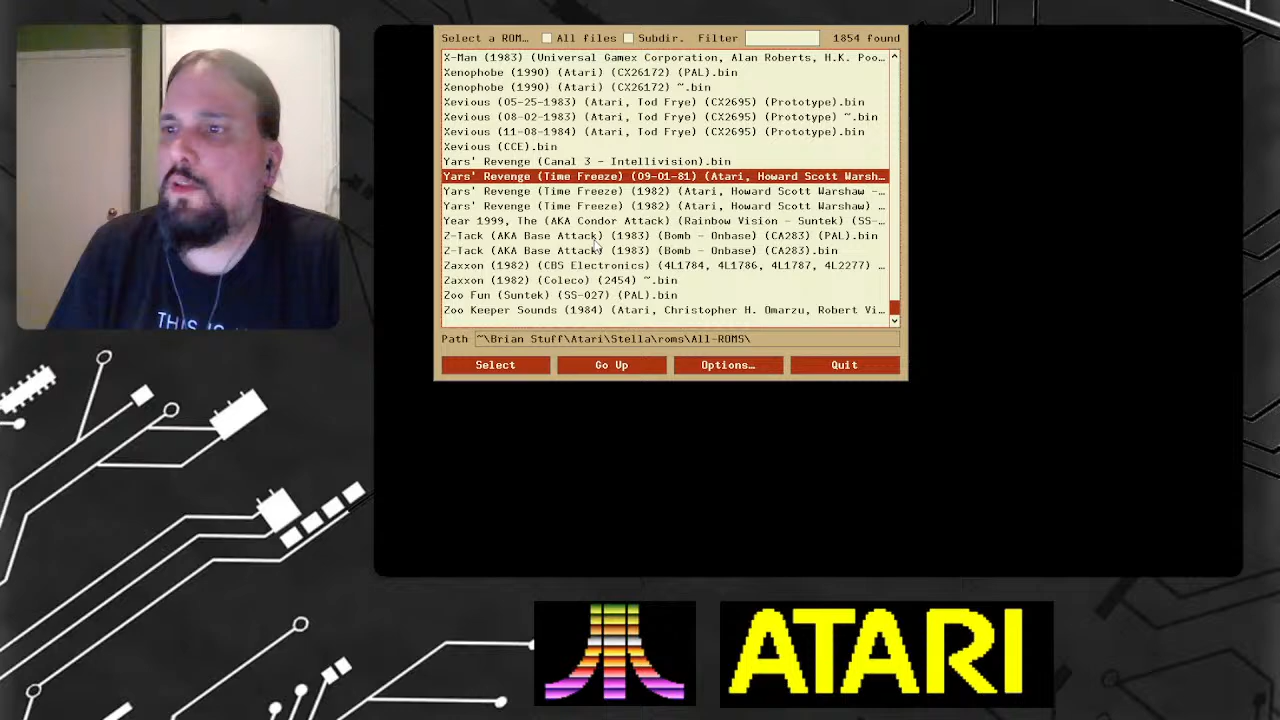 Select a ROM… All files Subdir. Filter 1854 found
X-Man (1983) (Universal Gamex Corporation, Alan Roberts, H.K. Poo…
Xenophobe (1990) (Atari) (CX26172) (PAL).bin
Xenophobe (1990) (Atari) (CX26172) ~.bin
Xevious (05-25-1983) (Atari, Tod Frye) (CX2695) (Prototype).bin
Xevious (08-02-1983) (Atari, Tod Frye) (CX2695) (Prototype) ~.bin
Xevious (11-08-1984) (Atari, Tod Frye) (CX2695) (Prototype).bin
Xevious (CCE).bin
Yars' Revenge (Canal 3 - Intellivision).bin
Yars' Revenge (Time Freeze) (09-01-81) (Atari, Howard Scott Warsh…
Yars' Revenge (Time Freeze) (1982) (Atari, Howard Scott Warshaw -…
Yars' Revenge (Time Freeze) (1982) (Atari, Howard Scott Warshaw) …
Year 1999, The (AKA Condor Attack) (Rainbow Vision - Suntek) (SS-…
Z-Tack (AKA Base Attack) (1983) (Bomb - Onbase) (CA283) (PAL).bin
Z-Tack (AKA Base Attack) (1983) (Bomb - Onbase) (CA283).bin
Zaxxon (1982) (CBS Electronics) (4L1784, 4L1786, 4L1787, 4L2277) …
Zaxxon (1982) (Coleco) (2454) ~.bin
Zoo Fun (Suntek) (SS-027) (PAL).bin
Zoo Keeper Sounds (1984) (Atari, Christopher H. Omarzu, Robert Vi…
Path ~\Brian Stuff\Atari\Stella\roms\All-ROMS\
Select Go Up Options… Quit
THIS IS
ATARI